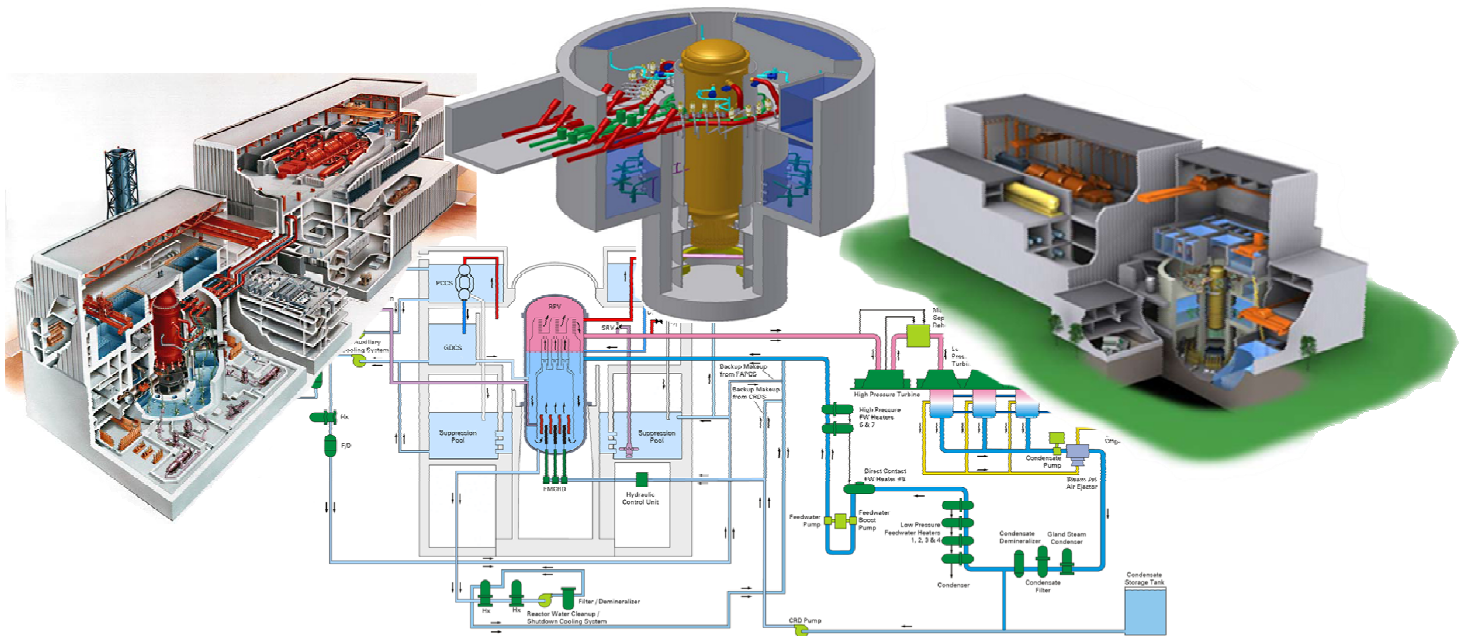 PCCS
GDCS
RPV
SRV
Auxiliary
Cooling System
Hx
F/D
Suppression
Pool
Suppression
Pool
FMCRD
Hydraulic
Control Unit
Backup Makeup
from FAPCS
Backup Makeup
from CRDS
High Pressure Turbine
High Pressure
FW Heaters
6 & 7
Direct Contact
Feedwater
Pump
Feedwater
Boost
Pump
Low Pressure
Feedwater Heaters
1, 2, 3 & 4
Condenser
Condensate
Pump
Steam Jet
Air Ejector
Condensate
Demineralizer
Gland Steam
Condenser
Condensate
Filter
Condensate
Storage Tank
Hx
Hx
Filter / Demineralizer
Reactor Water Cleanup /
Shutdown Cooling System
CRD Pump